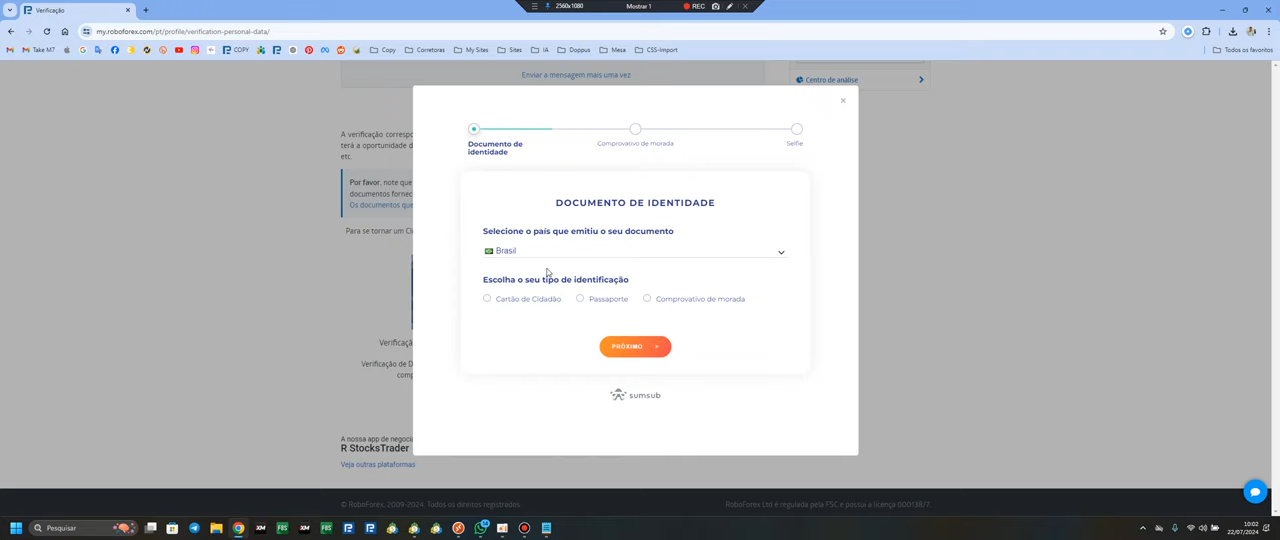 Verificação
2560x1080
Mostrar 1
REC
my.roboforex.com/pt/profile/verification-personal-data/
Gmail
Take M7
COPY
Copy
Corretoras
My Sites
Sites
IA
Doppus
Mesa
CSS-Import
Todos os favoritos
Enviar a mensagem mais uma vez
Centro de análise
A verificação corresp
terá a oportunidade d
etc.
Por favor, note que
documentos fornec
Os documentos que
Para se tornar um Cl
Verificaçã
Verificação de D
comp
A nossa app de negocia
R StocksTrader
Veja outras plataformas
Documento de
identidade
Comprovativo de morada
Selfie
DOCUMENTO DE IDENTIDADE
Selecione o país que emitiu o seu documento
Brasil
Escolha o seu tipo de identificação
Cartão de Cidadão
Passaporte
Comprovativo de morada
PRÓXIMO
sumsub
© RoboForex, 2009-2024. Todos os direitos registrados.
RoboForex Ltd é regulada pela FSC e possui a licença 000138/7
Pesquisar
XM
FBS
XM
FBS
10:02
22/07/2024